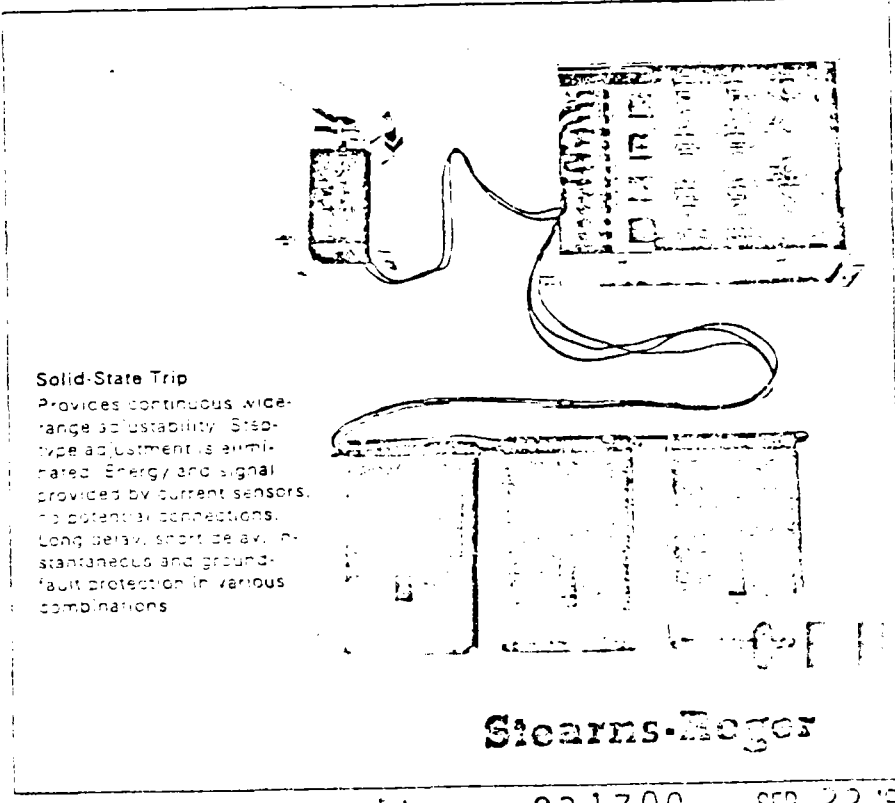 Solid-State Trip
Provides continuous wide-
range adjustability. Step-
type adjustment is elimi-
nated. Energy and signal
provided by current sensors,
no potential connections.
Long delay, short delay, in-
stantaneous and ground-
fault protection in various
combinations
Stearns-Roger
SEP 22